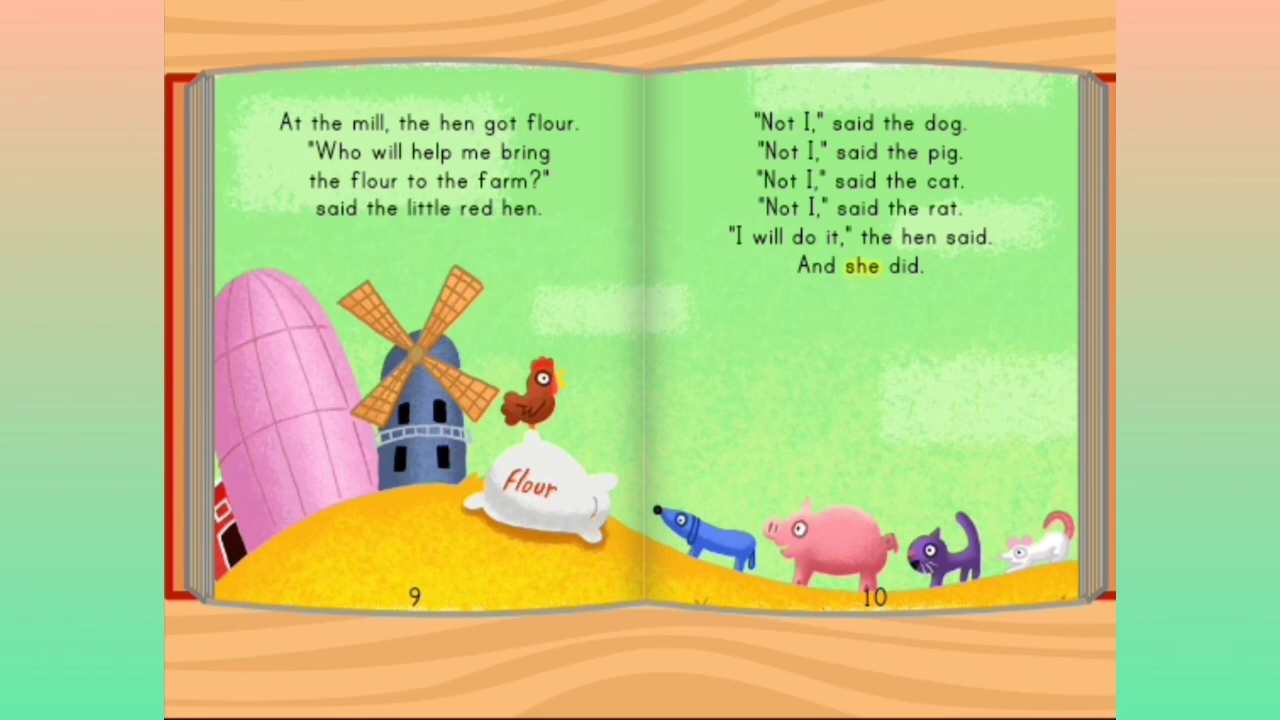 At the mill, the hen got flour.
"Who will help me bring
the flour to the farm?"
said the little red hen.
Flour
9
"Not I," said the dog.
"Not I," said the pig.
"Not I," said the cat.
"Not I," said the rat.
"I will do it," the hen said.
And she did.
10